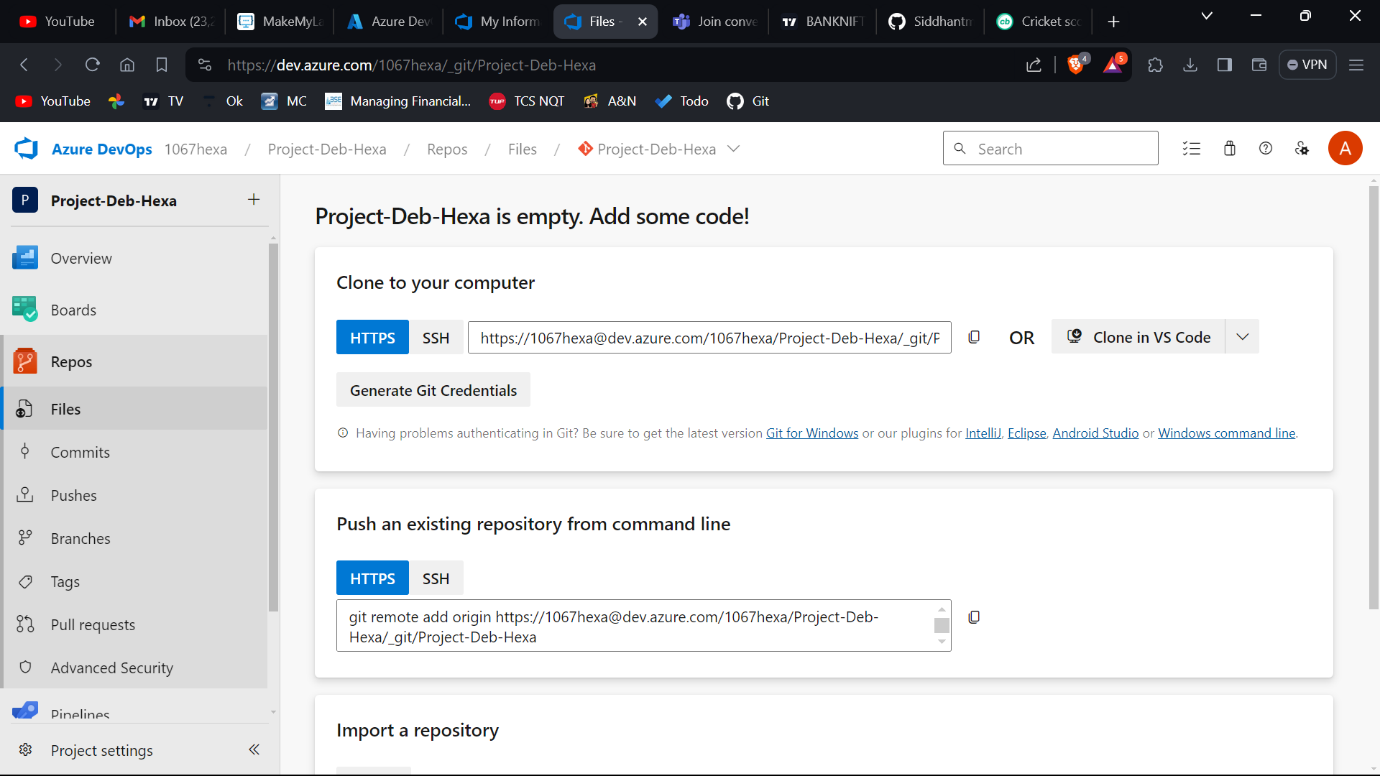 YouTube
Inbox (23,2
MakeMyLa
Azure Dev
My Inform
Files -
Join conve
BANKNIFT
Siddhantm
Cricket sco
https://dev.azure.com/1067hexa/_git/Project-Deb-Hexa
4
5
VPN
YouTube
TV
Ok
MC
Managing Financial...
TCS NQT
A&N
Todo
Git
Azure DevOps 1067hexa / Project-Deb-Hexa / Repos / Files / Project-Deb-Hexa
Search
A
P Project-Deb-Hexa
Overview
Boards
Repos
Files
Commits
Pushes
Branches
Tags
Pull requests
Advanced Security
Pipelines
Project settings
Project-Deb-Hexa is empty. Add some code!
Clone to your computer
HTTPS SSH https://1067hexa@dev.azure.com/1067hexa/Project-Deb-Hexa/_git/P OR Clone in VS Code
Generate Git Credentials
Having problems authenticating in Git? Be sure to get the latest version Git for Windows or our plugins for IntelliJ, Eclipse, Android Studio or Windows command line.
Push an existing repository from command line
HTTPS SSH
git remote add origin https://1067hexa@dev.azure.com/1067hexa/Project-Deb-
Hexa/_git/Project-Deb-Hexa
Import a repository